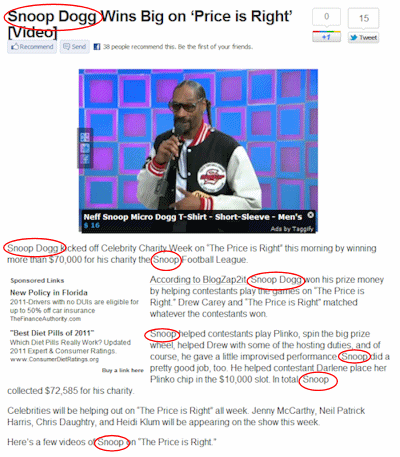 Snoop Dogg Wins Big on ‘Price is Right’
[Video]
0
15
+1
Tweet
Recommend
Send
38 people recommend this. Be the first of your friends.
Neff Snoop Micro Dogg T-Shirt - Short-Sleeve - Men's
$ 16
Ads by Taggify
Snoop Dogg kicked off Celebrity Charity Week on “The Price is Right” this morning by winning
more than $70,000 for his charity the Snoop Football League.
Sponsored Links
New Policy in Florida
2011-Drivers with no DUIs are eligible for
up to 50% off car insurance
TheFinanceAuthority.com
"Best Diet Pills of 2011"
Which Diet Pills Really Work? Updated
2011 Expert & Consumer Ratings.
www.ConsumerDietRatings.org
Buy a link here
According to BlogZap2it, Snoop Dogg won his prize money
by helping contestants play the games on “The Price is
Right.” Drew Carey and “The Price is Right” matched
whatever the contestants won.
Snoop helped contestants play Plinko, spin the big prize
wheel, helped Drew with some of the hosting duties, and of
course, he gave a little improvised performance. Snoop did a
pretty good job, too. He helped contestant Darlene place her
Plinko chip in the $10,000 slot. In total, Snoop
collected $72,585 for his charity.
Celebrities will be helping out on “The Price is Right” all week. Jenny McCarthy, Neil Patrick
Harris, Chris Daughtry, and Heidi Klum will be appearing on the show this week.
Here’s a few videos of Snoop on “The Price is Right.”